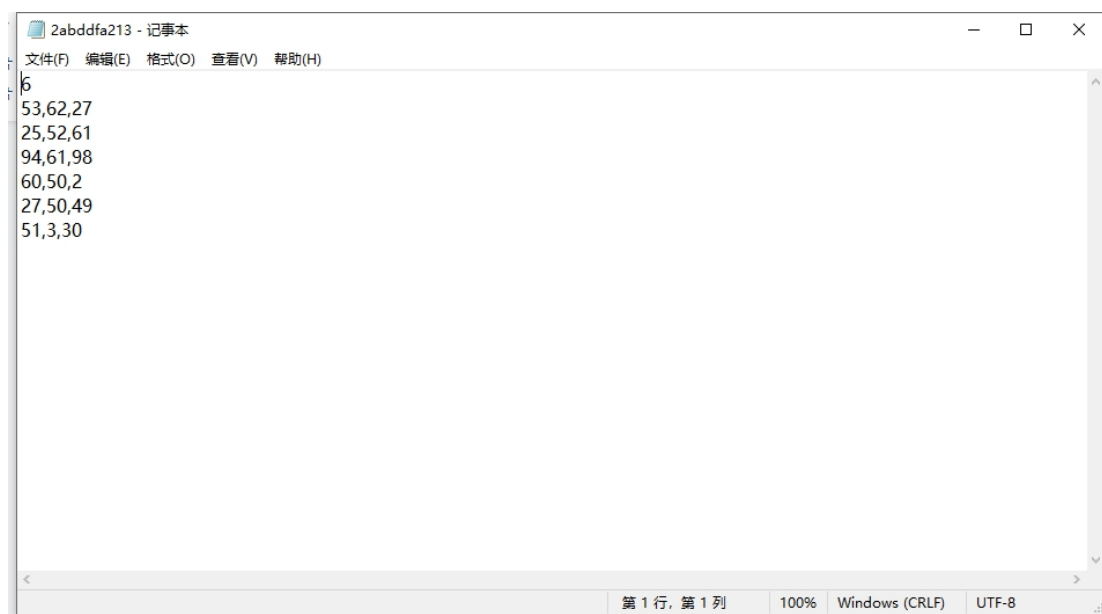 2abddfa213 - 记事本
文件(F) 编辑(E) 格式(O) 查看(V) 帮助(H)
6
53,62,27
25,52,61
94,61,98
60,50,2
27,50,49
51,3,30
第 1 行，第 1 列 100% Windows (CRLF) UTF-8